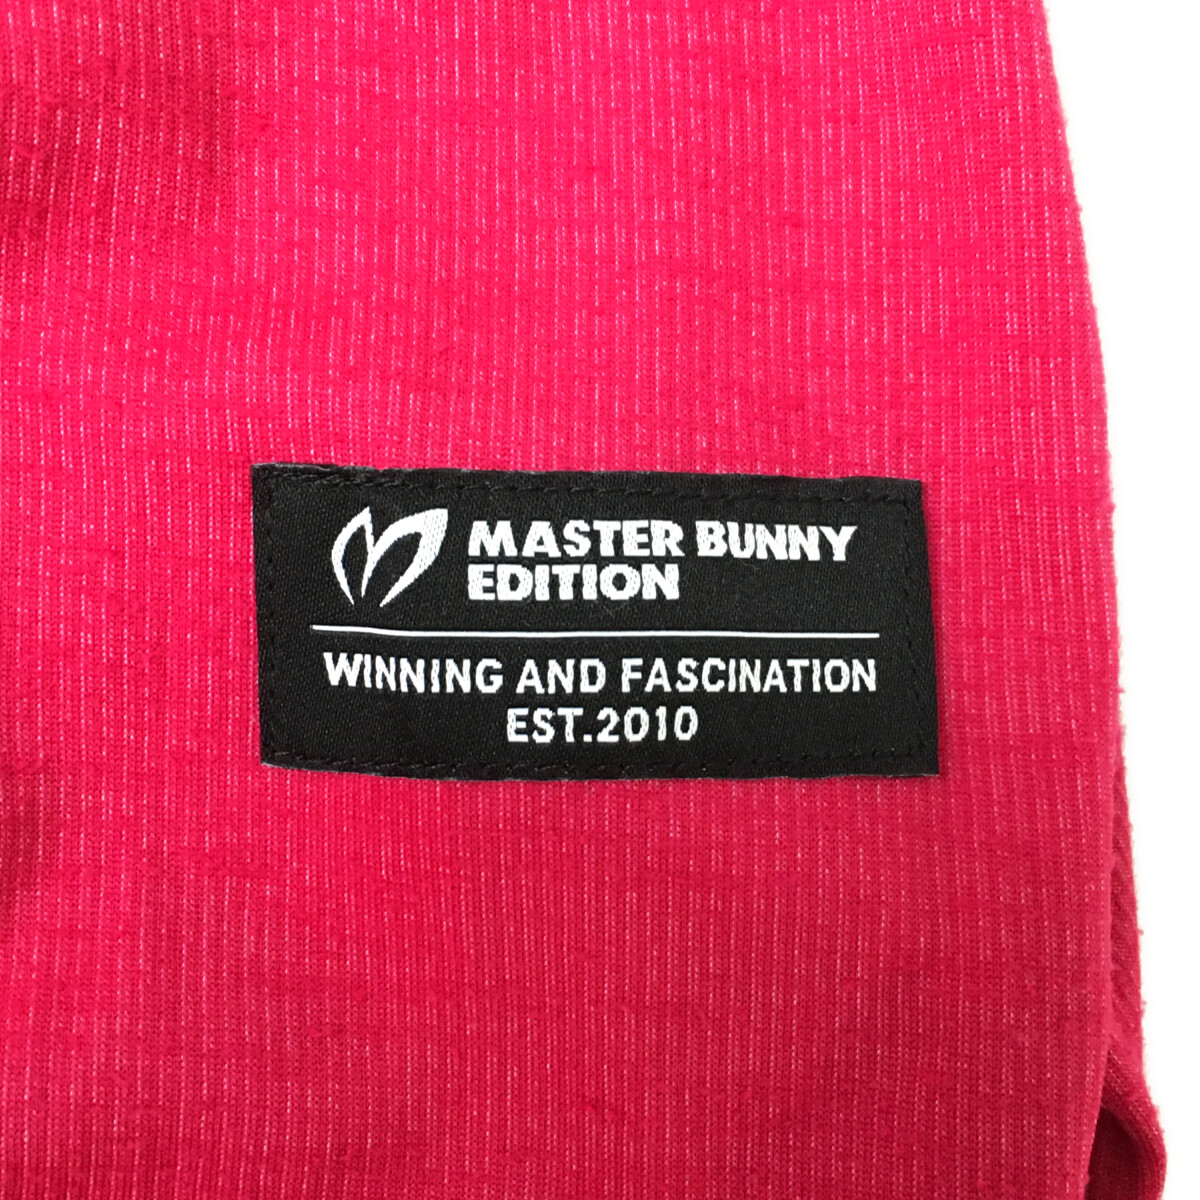 MASTER BUNNY
EDITION
WINNING AND FASCINATION
EST.2010